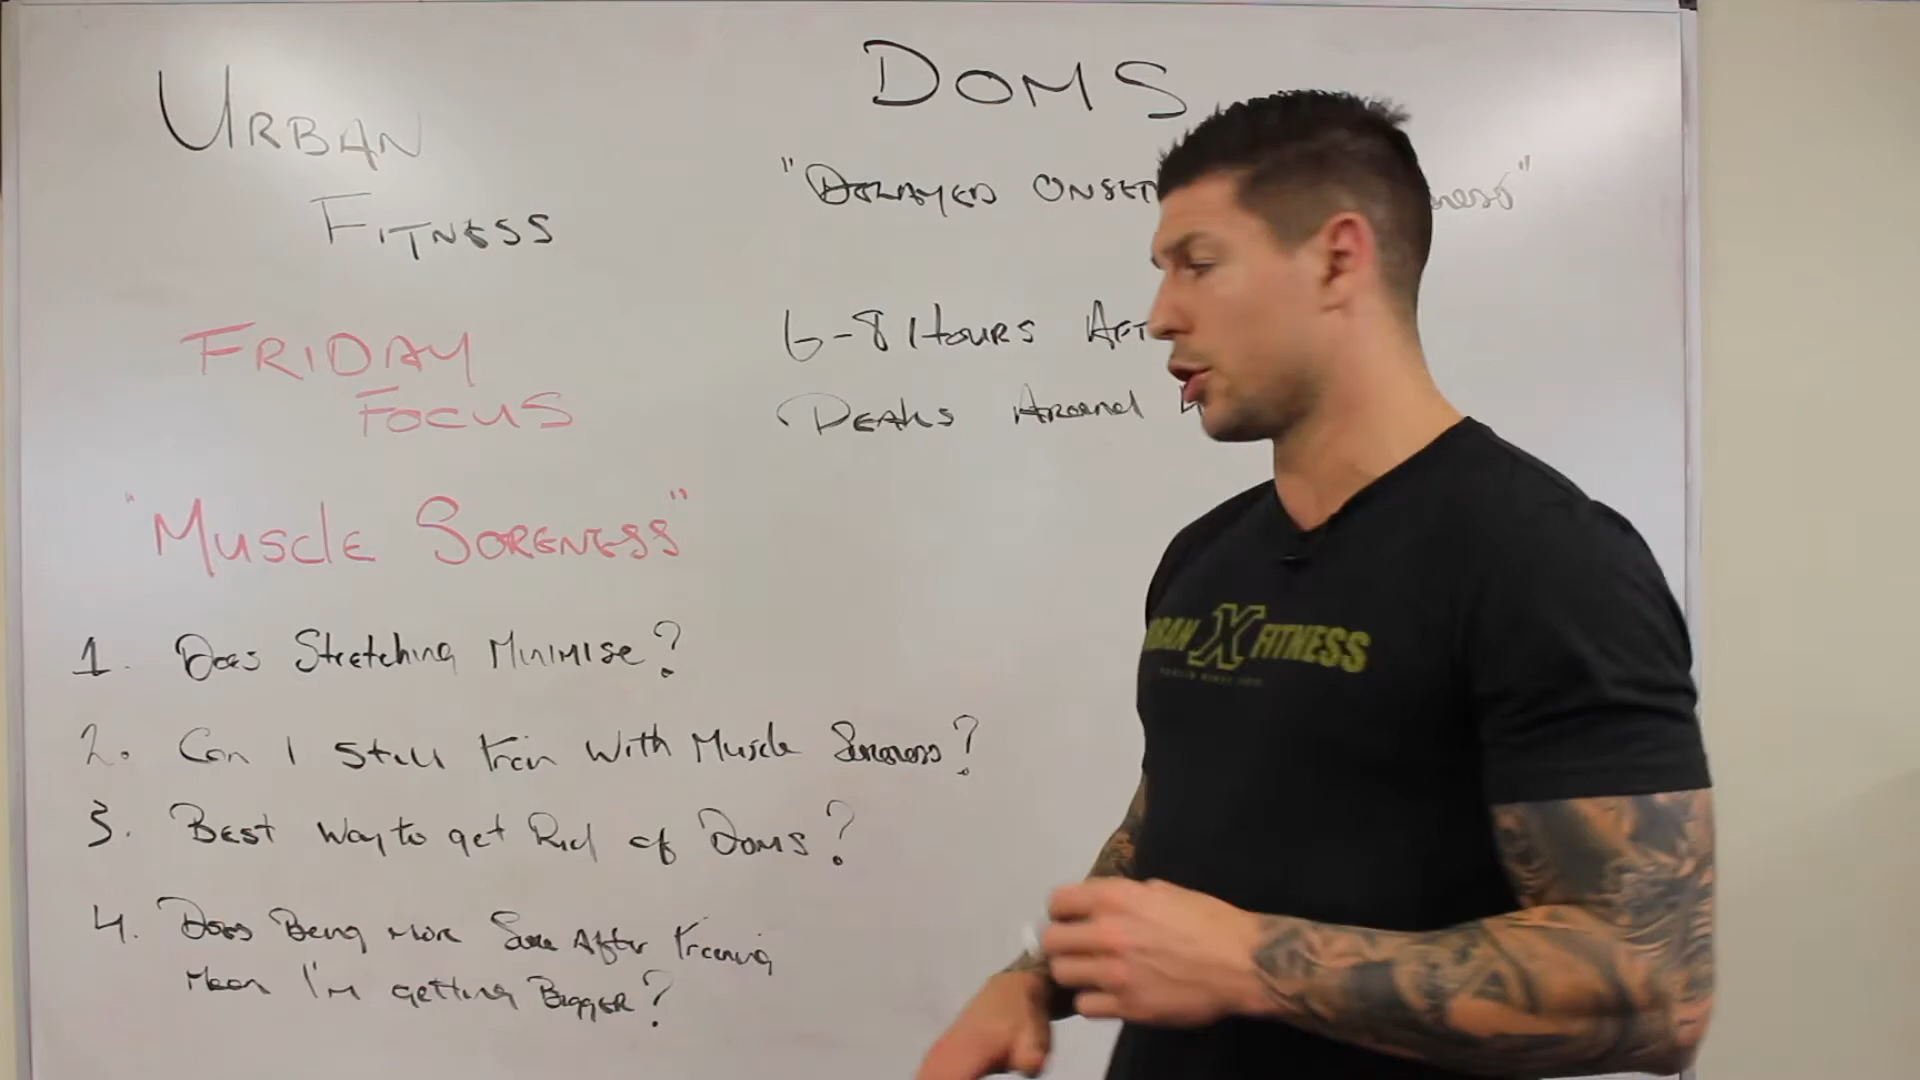 URBAN
FITNESS
FRIDAY
FOCUS
"MUSCLE SORENESS"
1. Does Stretching MINIMISE?
2. Can I still train with Muscle Soreness?
3. BEST Way to get Rid of DOMS?
4. Does Being More Sore After training
Mean I'm getting BIGGER?
DOMS
"DELAYED ONSET
6-8 HOURS AFT
PEAKS Around 4
URBAN X FITNESS